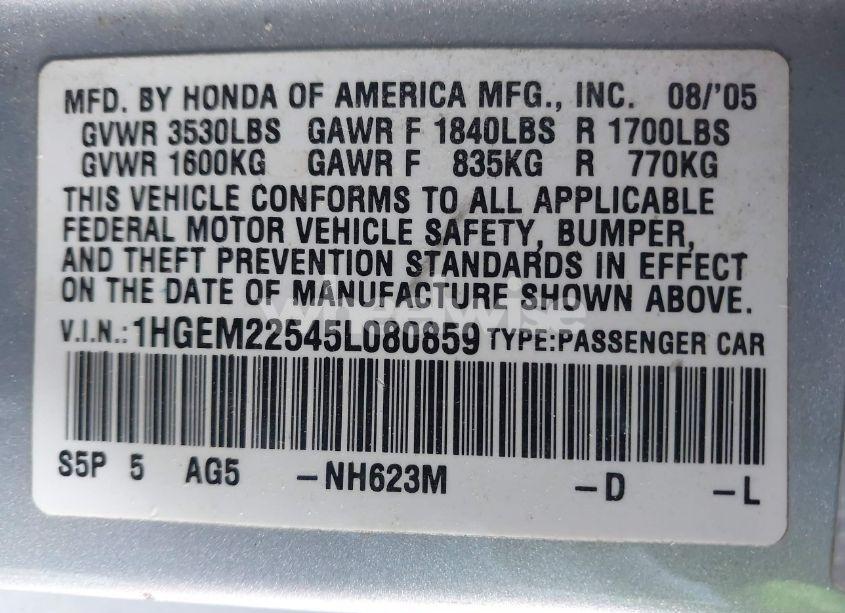 MFD. BY HONDA OF AMERICA MFG., INC. 08/'05
GVWR 3530LBS GAWR F 1840LBS R 1700LBS
GVWR 1600KG GAWR F 835KG R 770KG
THIS VEHICLE CONFORMS TO ALL APPLICABLE
FEDERAL MOTOR VEHICLE SAFETY, BUMPER,
AND THEFT PREVENTION STANDARDS IN EFFECT
ON THE DATE OF MANUFACTURE SHOWN ABOVE.
V.I.N.: 1HGEM22545L080859 TYPE:PASSENGER CAR
S5P 5 AG5 -NH623M -D -L